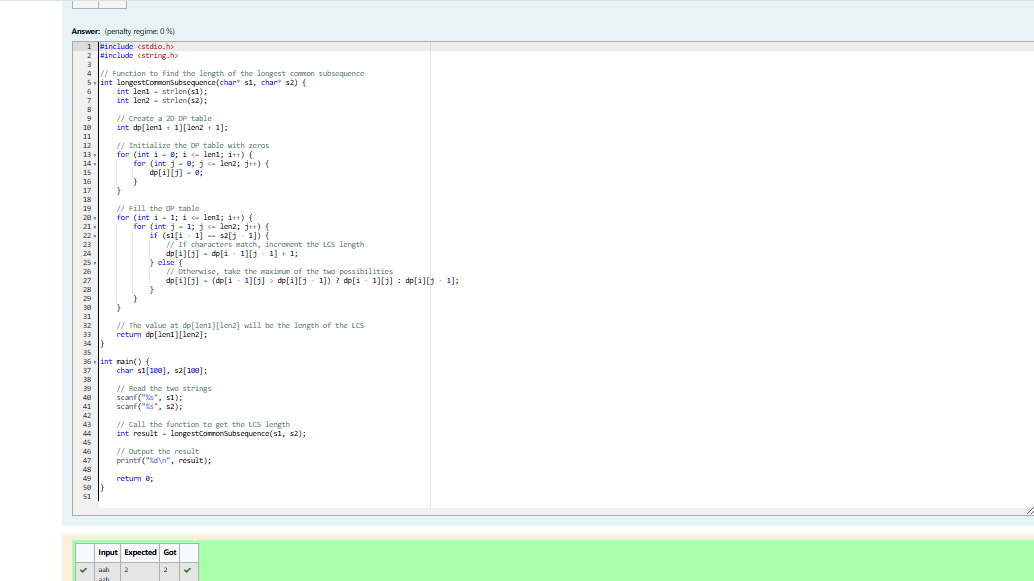 Answer: (penalty regime: 0 %)
1 #include <stdio.h>
2 #include <string.h>
3
4 // Function to find the length of the longest common subsequence
5 int longestCommonSubsequence(char* s1, char* s2) {
6 int len1 = strlen(s1);
7 int len2 = strlen(s2);
8
9 // Create a 2D DP table
10 int dp[len1 + 1][len2 + 1];
11
12 // Initialize the DP table with zeros
13 for (int i = 0; i <= len1; i++) {
14 for (int j = 0; j <= len2; j++) {
15 dp[i][j] = 0;
16 }
17 }
18
19 // Fill the DP table
20 for (int i = 1; i <= len1; i++) {
21 for (int j = 1; j <= len2; j++) {
22 if (s1[i - 1] == s2[j - 1]) {
23 // If characters match, increment the LCS length
24 dp[i][j] = dp[i - 1][j - 1] + 1;
25 } else {
26 // Otherwise, take the maximum of the two possibilities
27 dp[i][j] = (dp[i - 1][j] > dp[i][j - 1]) ? dp[i - 1][j] : dp[i][j - 1];
28 }
29 }
30 }
31
32 // The value at dp[len1][len2] will be the length of the LCS
33 return dp[len1][len2];
34 }
35
36 int main() {
37 char s1[100], s2[100];
38
39 // Read the two strings
40 scanf("%s", s1);
41 scanf("%s", s2);
42
43 // Call the function to get the LCS length
44 int result = longestCommonSubsequence(s1, s2);
45
46 // Output the result
47 printf("%d\n", result);
48
49 return 0;
50 }
51
Input Expected Got
aab 2 2
azb